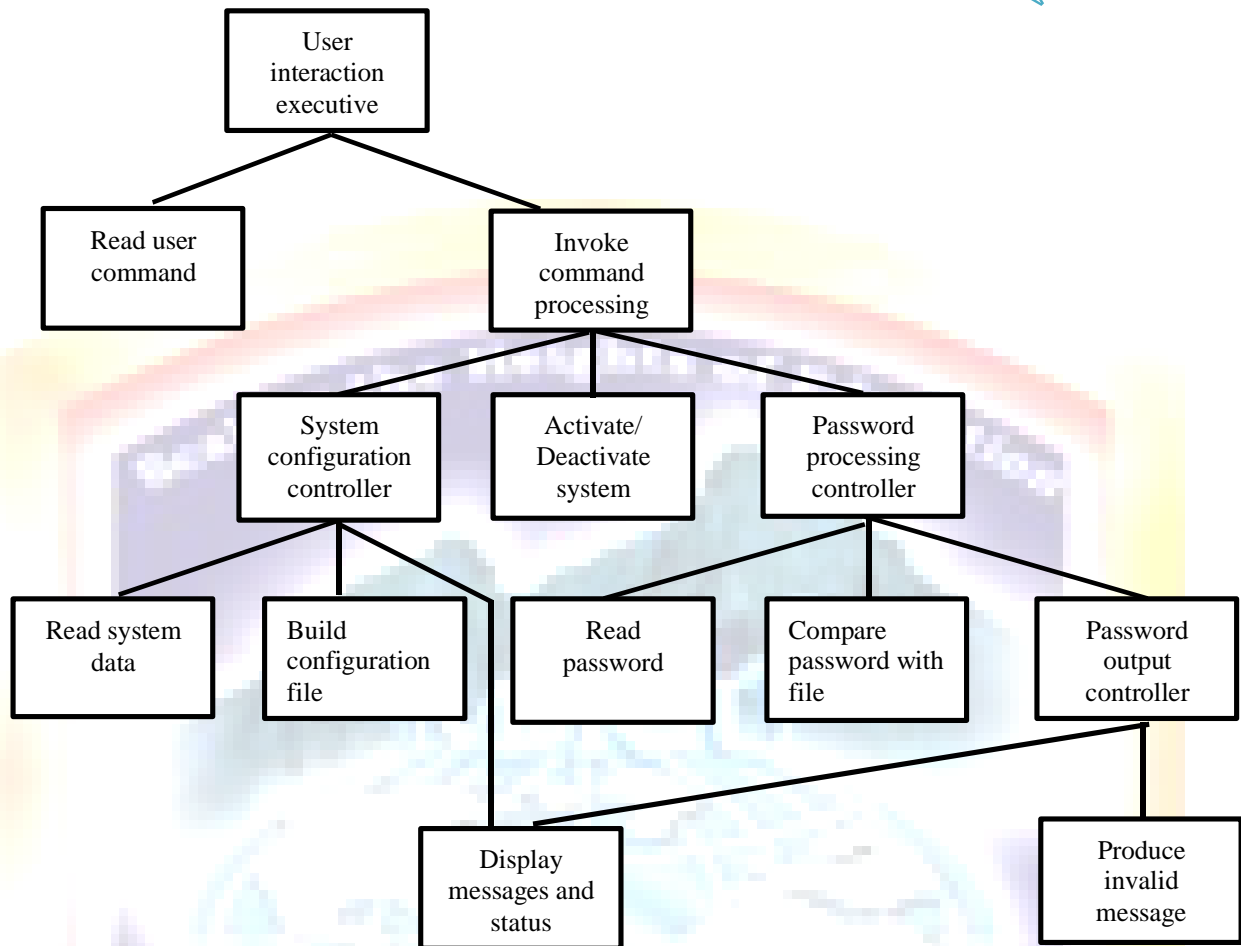 User
interaction
executive
Read user
command
Invoke
command
processing
System
configuration
controller
Activate/
Deactivate
system
Password
processing
controller
Read system
data
Build
configuration
file
Read
password
Compare
password with
file
Password
output
controller
Display
messages and
status
Produce
invalid
message